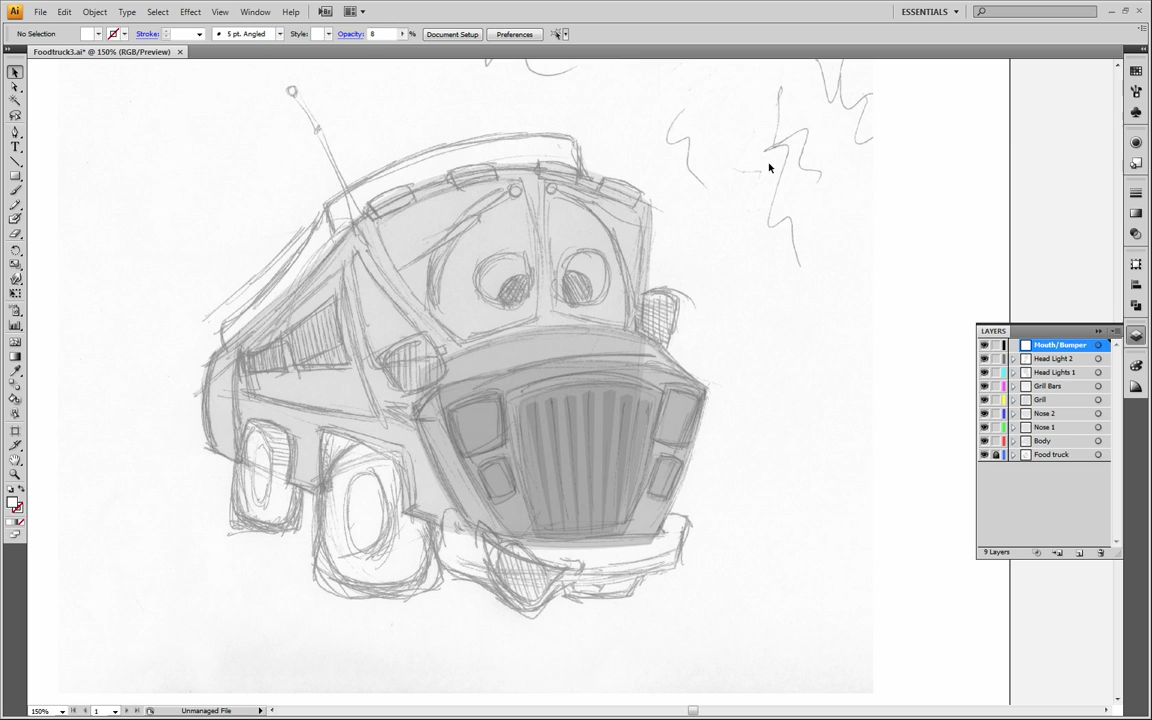 Ai File Edit Object Type Select Effect View Window Help Br ESSENTIALS
No Selection Stroke: 5 pt. Angled Style: Opacity: 8 % Document Setup Preferences
Foodtruck3.ai* @ 150% (RGB/Preview) ×
LAYERS
Mouth/Bumper
Head Light 2
Head Lights 1
Grill Bars
Grill
Nose 2
Nose 1
Body
Food truck
9 Layers
150% 1 Unmanaged File